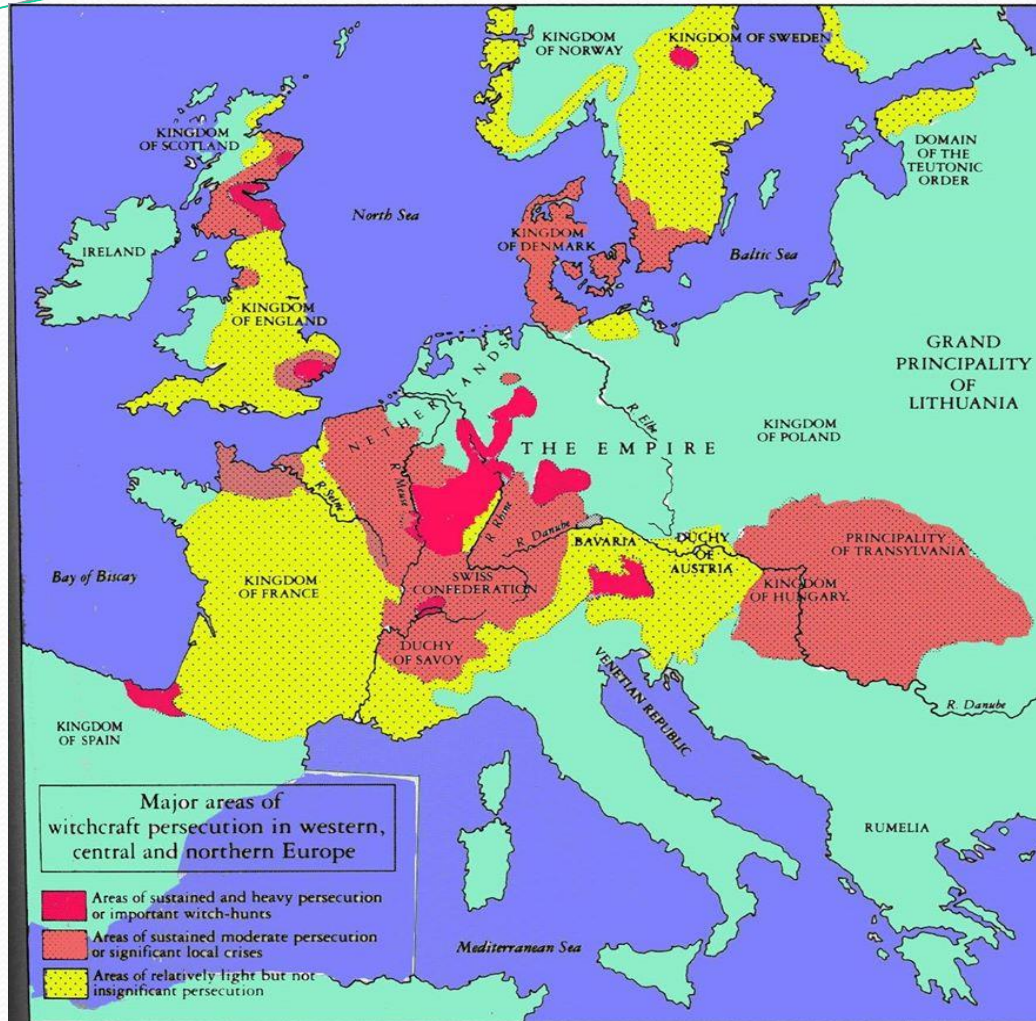 KINGDOM
OF NORWAY
KINGDOM
OF SWEDEN
KINGDOM
OF SCOTLAND
DOMAIN
OF THE
TEUTONIC
ORDER
North Sea
IRELAND
KINGDOM
OF DENMARK
Baltic Sea
KINGDOM
OF ENGLAND
GRAND
PRINCIPALITY
OF
LITHUANIA
NETHERLANDS
R. Elbe
KINGDOM
OF POLAND
THE EMPIRE
R. Seine
R. Meuse
R. Rhine
R. Danube
BAVARIA
DUCHY
OF
AUSTRIA
PRINCIPALITY
OF TRANSYLVANIA
Bay of Biscay
KINGDOM
OF FRANCE
SWISS
CONFEDERATION
KINGDOM
OF HUNGARY
DUCHY
OF SAVOY
VENETIAN REPUBLIC
R. Danube
KINGDOM
OF SPAIN
Major areas of
witchcraft persecution in western,
central and northern Europe
RUMELIA
Areas of sustained and heavy persecution
or important witch-hunts
Areas of sustained moderate persecution
or significant local crises
Mediterranean Sea
Areas of relatively light but not
insignificant persecution